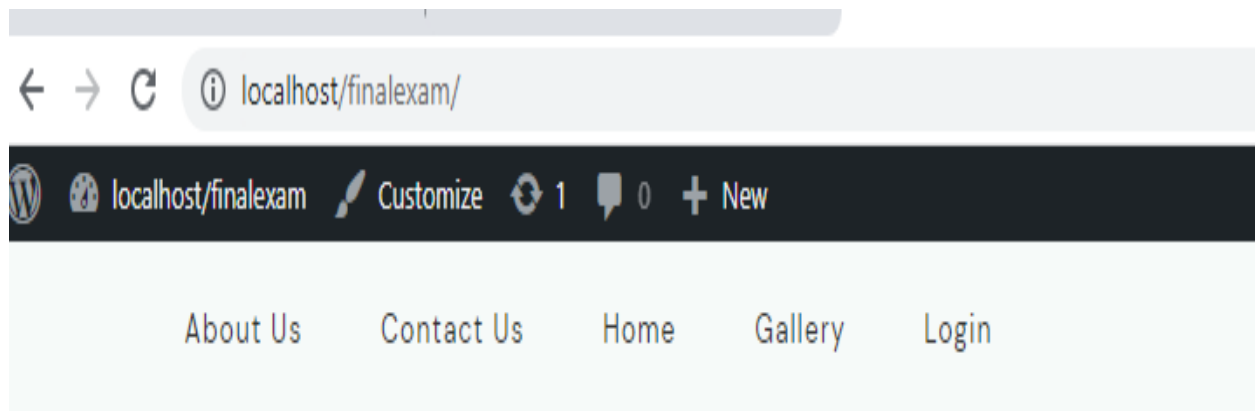 localhost/finalexam/
localhost/finalexam Customize 1 0 New
About Us Contact Us Home Gallery Login